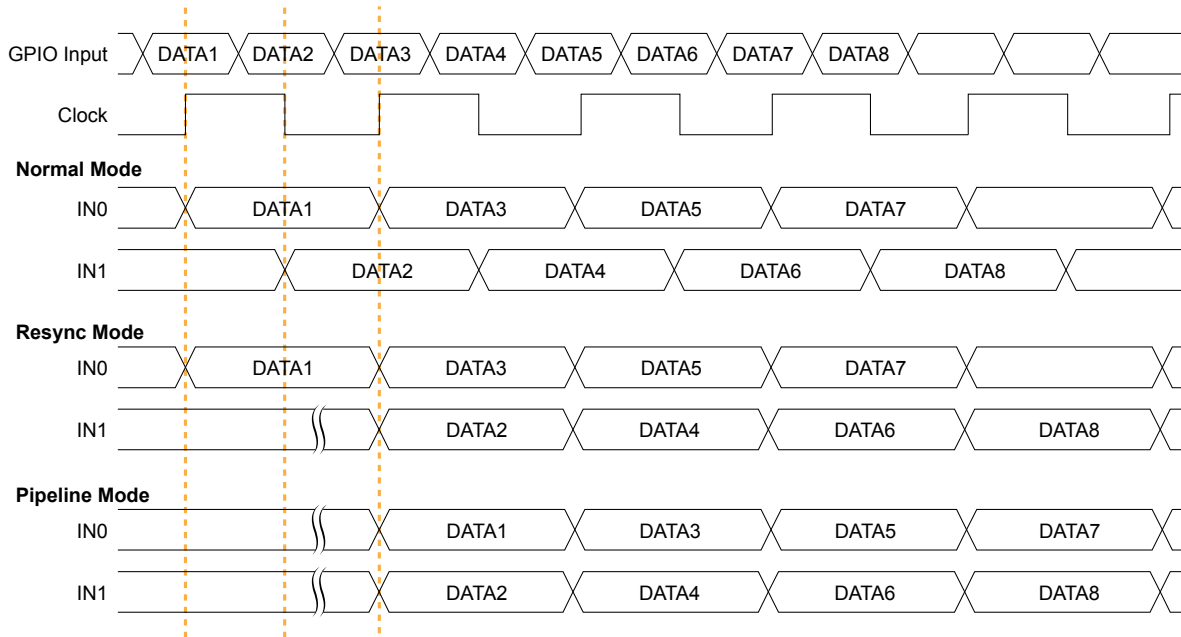 GPIO Input DATA1 DATA2 DATA3 DATA4 DATA5 DATA6 DATA7 DATA8
Clock
Normal Mode
IN0 DATA1 DATA3 DATA5 DATA7
IN1 DATA2 DATA4 DATA6 DATA8
Resync Mode
IN0 DATA1 DATA3 DATA5 DATA7
IN1 DATA2 DATA4 DATA6 DATA8
Pipeline Mode
IN0 DATA1 DATA3 DATA5 DATA7
IN1 DATA2 DATA4 DATA6 DATA8